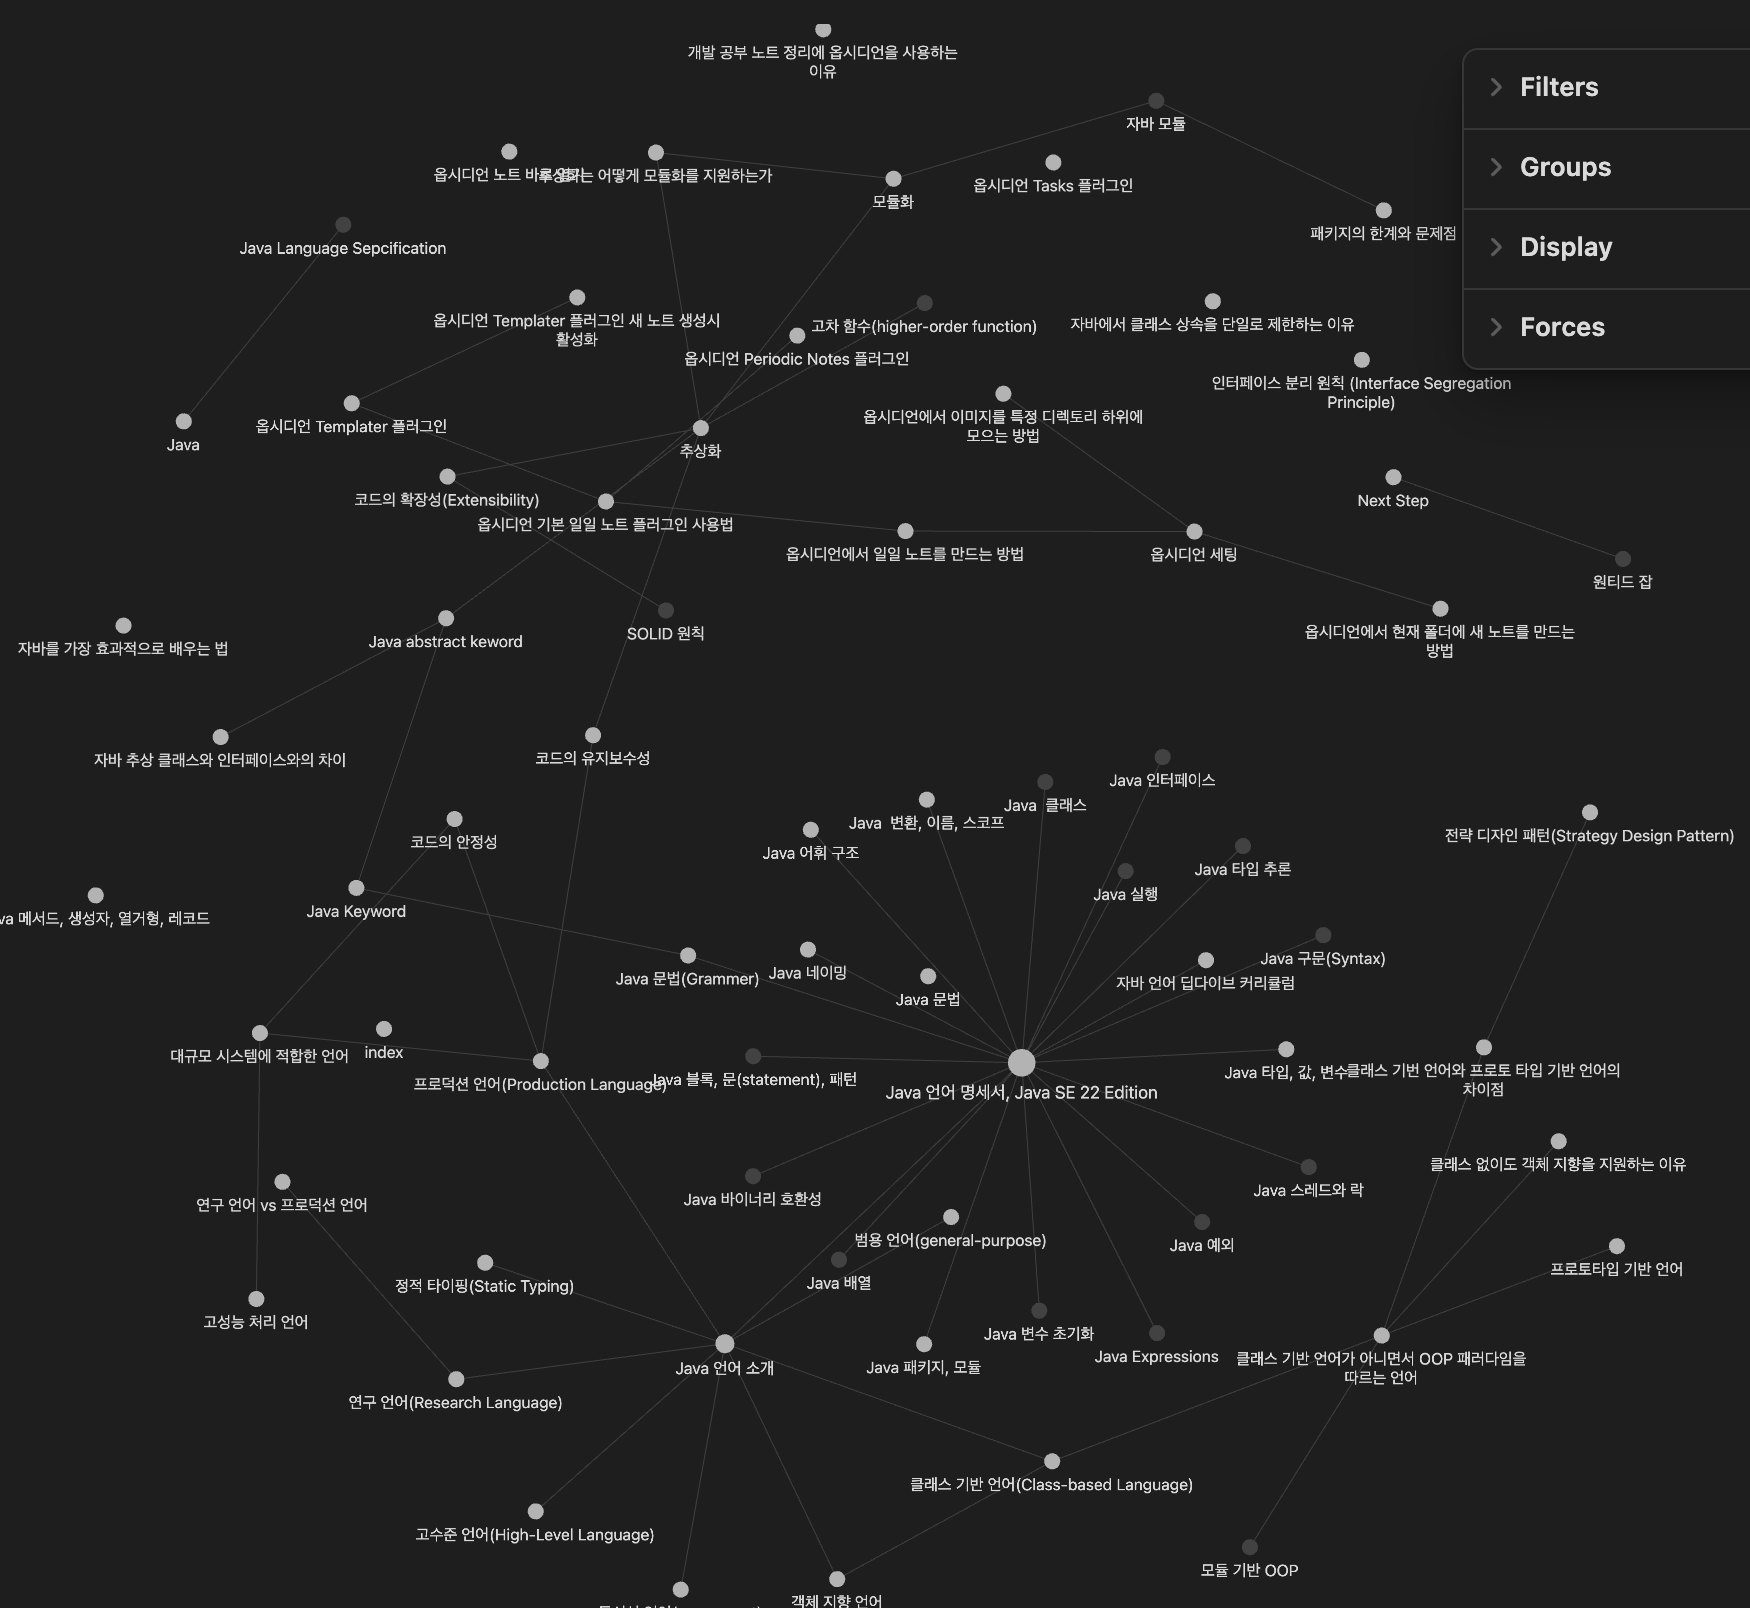 개발 공부 노트 정리에 옵시디언을 사용하는
이유
Filters
자바 모듈
옵시디언 노트 바로 열기
추상화는 어떻게 모듈화를 지원하는가
Groups
옵시디언 Tasks 플러그인
모듈화
패키지의 한계와 문제점
Java Language Sepcification
Display
옵시디언 Templater 플러그인 새 노트 생성시
활성화
고차 함수(higher-order function)
자바에서 클래스 상속을 단일로 제한하는 이유
Forces
옵시디언 Periodic Notes 플러그인
인터페이스 분리 원칙 (Interface Segregation
Principle)
옵시디언에서 이미지를 특정 디렉토리 하위에
모으는 방법
옵시디언 Templater 플러그인
Java
추상화
코드의 확장성(Extensibility)
Next Step
옵시디언 기본 일일 노트 플러그인 사용법
옵시디언에서 일일 노트를 만드는 방법
옵시디언 세팅
원티드 잡
SOLID 원칙
옵시디언에서 현재 폴더에 새 노트를 만드는
방법
Java abstract keword
자바를 가장 효과적으로 배우는 법
자바 추상 클래스와 인터페이스와의 차이
코드의 유지보수성
Java 인터페이스
Java 클래스
Java 변환, 이름, 스코프
전략 디자인 패턴(Strategy Design Pattern)
코드의 안정성
Java 어휘 구조
Java 타입 추론
Java 실행
Java Keyword
va 메서드, 생성자, 열거형, 레코드
Java 구문(Syntax)
Java 문법(Grammer)
Java 네이밍
자바 언어 딥다이브 커리큘럼
Java 문법
대규모 시스템에 적합한 언어
index
Java 타입, 값, 변수
클래스 기번 언어와 프로토 타입 기반 언어의
차이점
프로덕션 언어(Production Language)
Java 블록, 문(statement), 패턴
Java 언어 명세서, Java SE 22 Edition
클래스 없이도 객체 지향을 지원하는 이유
Java 스레드와 락
Java 바이너리 호환성
연구 언어 vs 프로덕션 언어
범용 언어(general-purpose)
Java 예외
프로토타입 기반 언어
Java 배열
정적 타이핑(Static Typing)
고성능 처리 언어
Java 변수 초기화
Java Expressions
클래스 기반 언어가 아니면서 OOP 패러다임을
따르는 언어
Java 언어 소개
Java 패키지, 모듈
연구 언어(Research Language)
클래스 기반 언어(Class-based Language)
고수준 언어(High-Level Language)
모듈 기반 OOP
객체 지향 언어